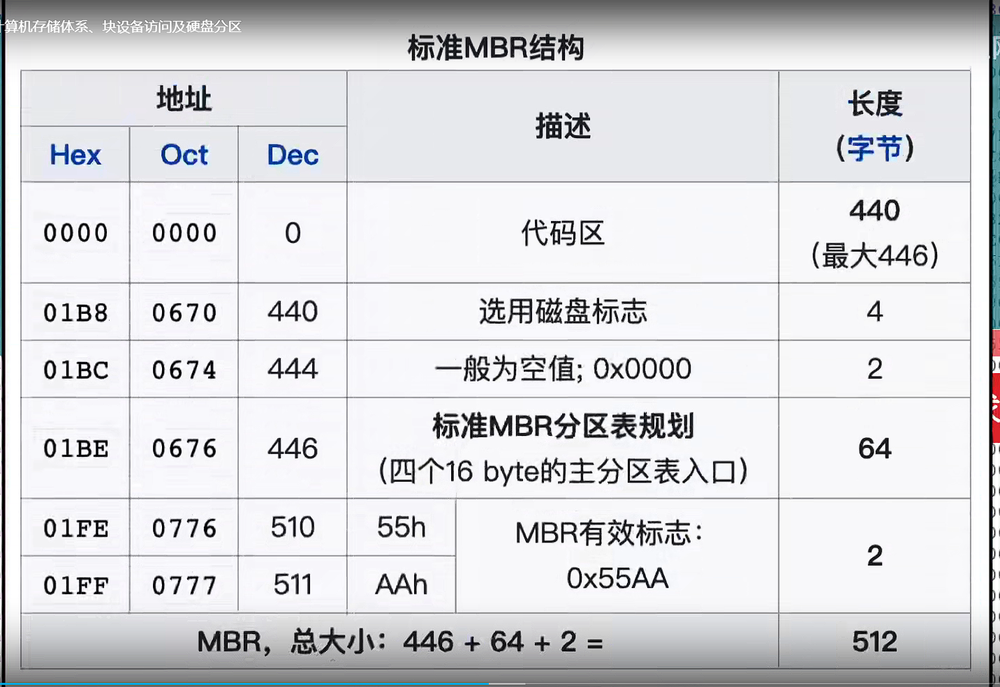 计算机存储体系、块设备访问及硬盘分区
标准MBR结构
地址
描述
长度
(字节)
Hex Oct Dec
0000 0000 0 代码区 440
(最大446)
01B8 0670 440 选用磁盘标志 4
01BC 0674 444 一般为空值; 0x0000 2
01BE 0676 446 标准MBR分区表规划
(四个16 byte的主分区表入口) 64
01FE 0776 510 55h MBR有效标志：
0x55AA 2
01FF 0777 511 AAh
MBR，总大小：446 + 64 + 2 = 512